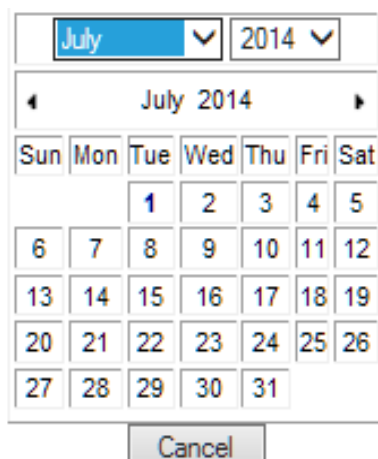 July 2014
July 2014
Sun Mon Tue Wed Thu Fri Sat
1 2 3 4 5
6 7 8 9 10 11 12
13 14 15 16 17 18 19
20 21 22 23 24 25 26
27 28 29 30 31
Cancel